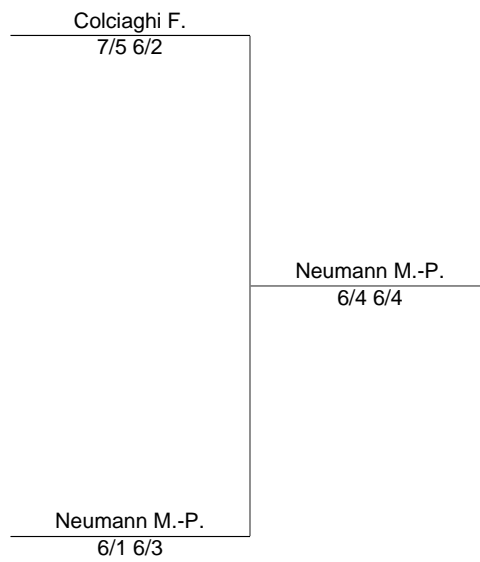 Colciaghi F.
7/5 6/2
Neumann M.-P.
6/4 6/4
Neumann M.-P.
6/1 6/3